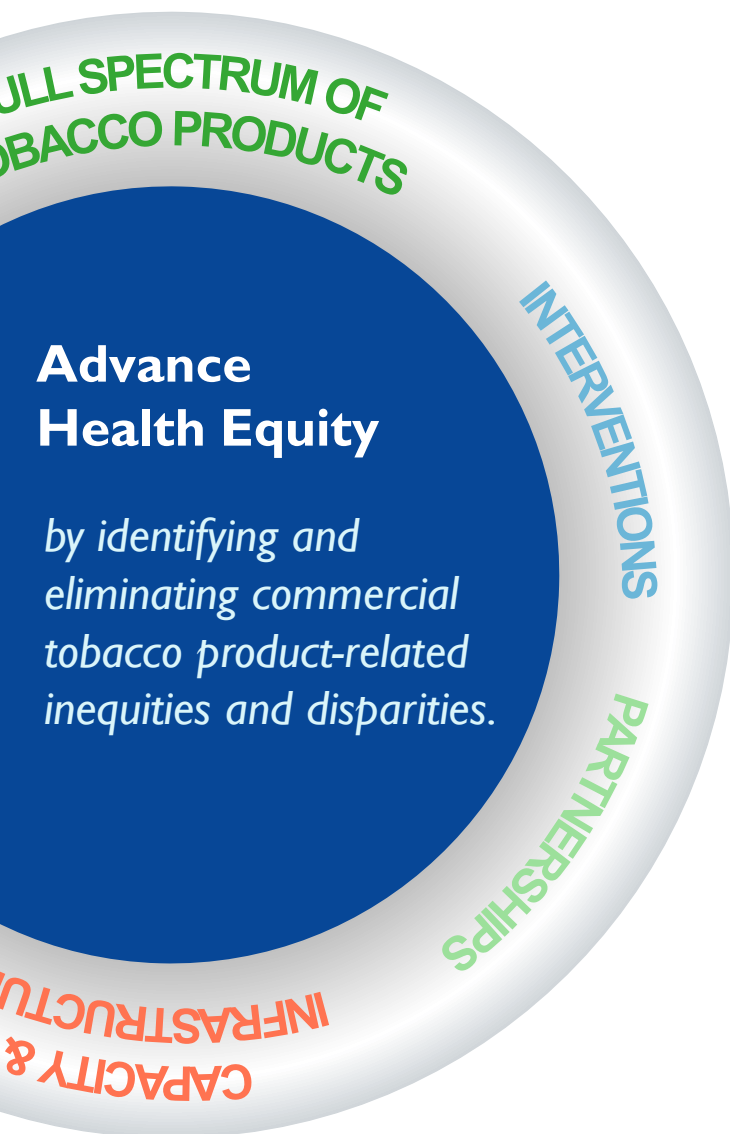 ULL SPECTRUM OF
OBACCO PRODUCTS
INTERVENTIONS
Advance
Health Equity
by identifying and
eliminating commercial
tobacco product-related
inequities and disparities.
PARTNERSHIPS
CAPACITY &
INFRASTRUCTU